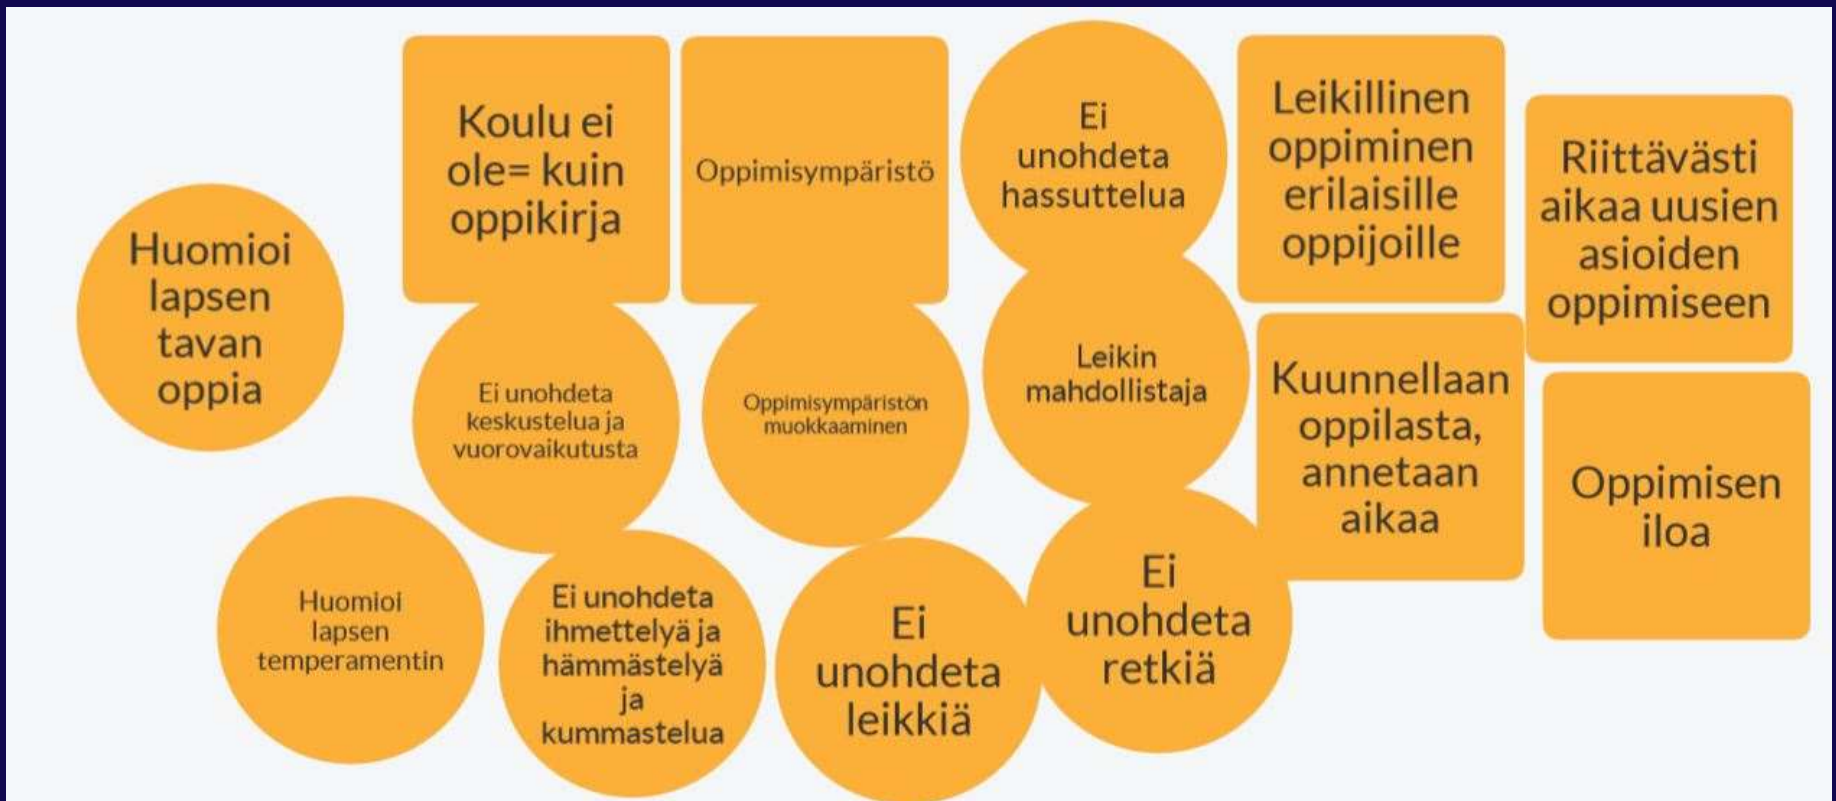 Huomioi
lapsen
tavan
oppia
Koulu ei
ole= kuin
oppikirja
Oppimisympäristö
Ei
unohdeta
hassuttelua
Leikillinen
oppiminen
erilaisille
oppijoille
Riittävästi
aikaa uusien
asioiden
oppimiseen
Ei unohdeta
keskustelua ja
vuorovaikutusta
Oppimisympäristön
muokkaaminen
Leikin
mahdollistaja
Kuunnellaan
oppilasta,
annetaan
aikaa
Oppimisen
iloa
Huomioi
lapsen
temperamentin
Ei unohdeta
ihmettelyä ja
hämmästelyä
ja
kummastelua
Ei
unohdeta
leikkiä
Ei
unohdeta
retkiä